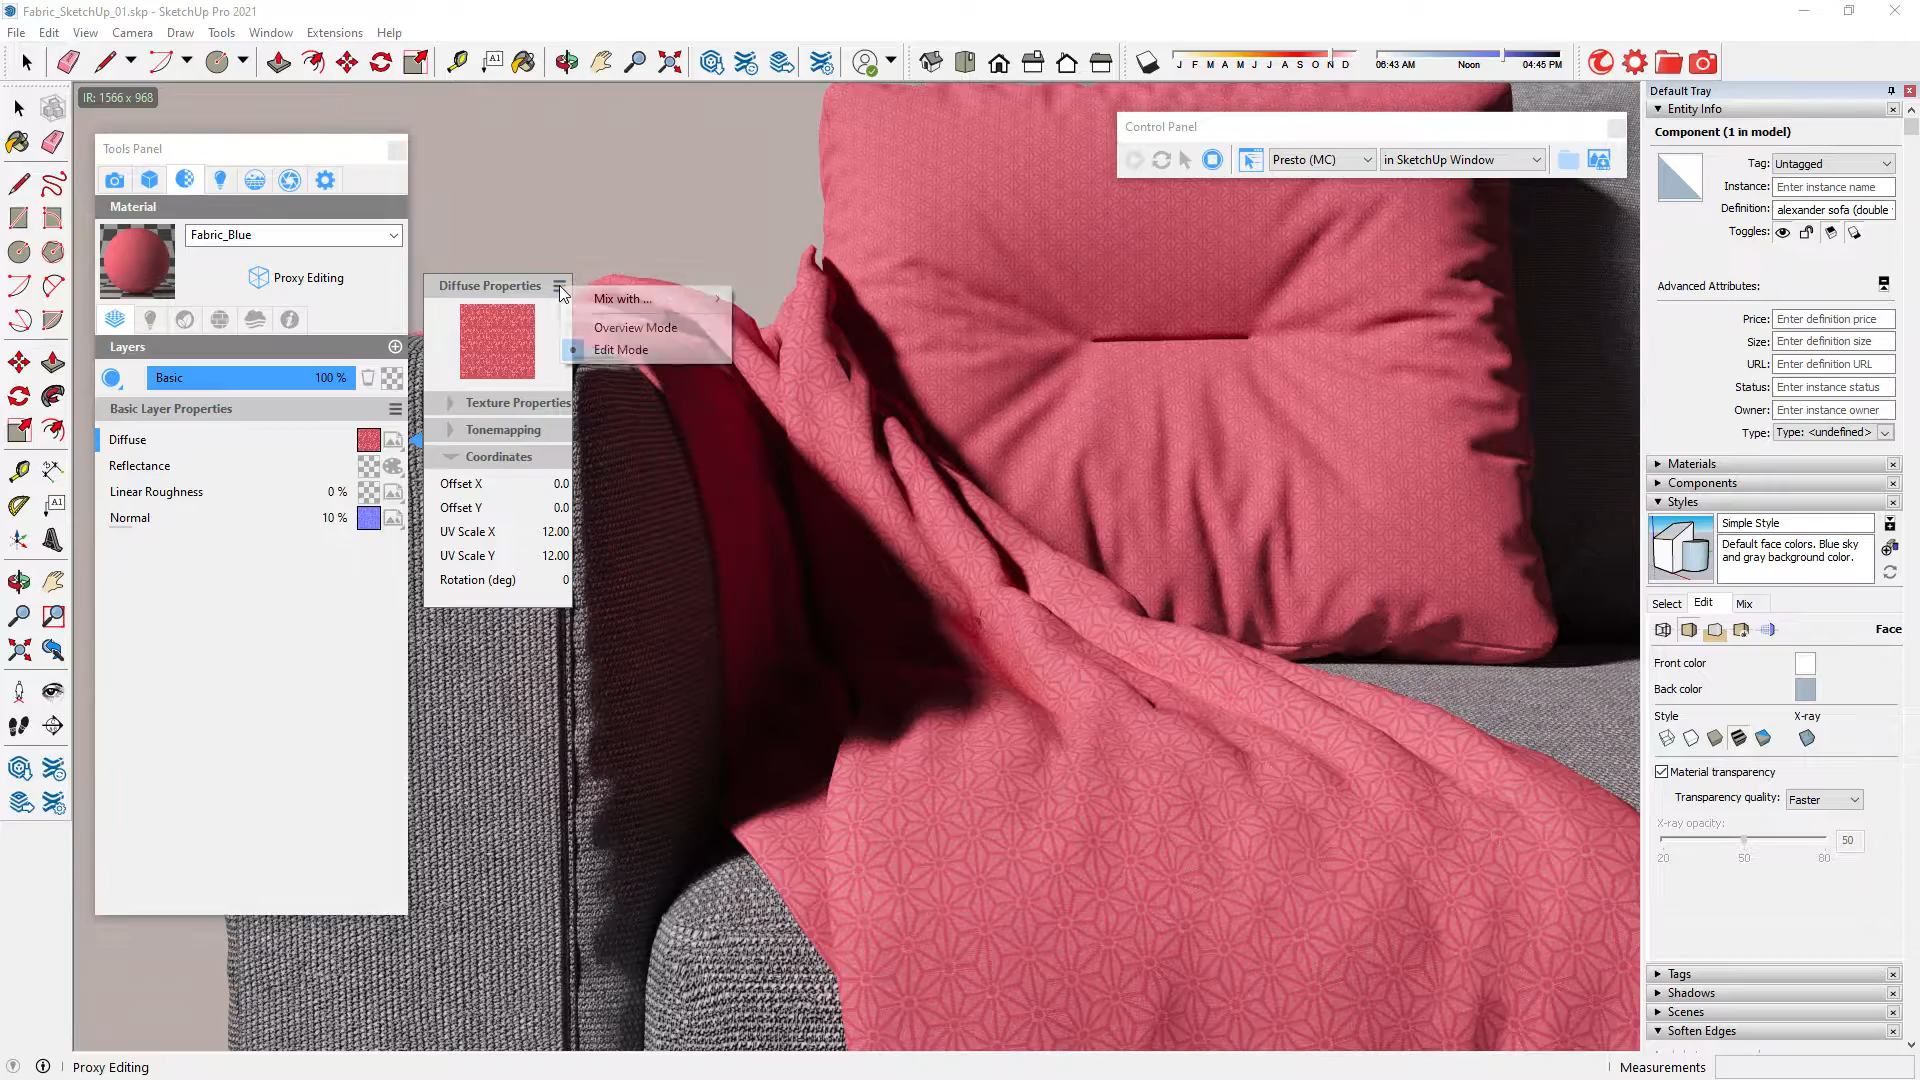 Fabric_SketchUp_01.skp - SketchUp Pro 2021
File Edit View Camera Draw Tools Window Extensions Help
A1
J F M A M J J A S O N D
06:43 AM Noon 04:45 PM
IR: 1566 x 968
Tools Panel
Material
Fabric_Blue
Proxy Editing
Layers
Basic 100 %
Basic Layer Properties
Diffuse
Reflectance
Linear Roughness 0 %
Normal 10 %
Diffuse Properties
Mix with ...
Overview Mode
Edit Mode
Texture Properties
Tonemapping
Coordinates
Offset X 0.0
Offset Y 0.0
UV Scale X 12.00
UV Scale Y 12.00
Rotation (deg) 0
Control Panel
Presto (MC) in SketchUp Window
Default Tray
Entity Info
Component (1 in model)
Tag: Untagged
Instance: Enter instance name
Definition: alexander sofa (double
Toggles:
Advanced Attributes:
Price: Enter definition price
Size: Enter definition size
URL: Enter definition URL
Status: Enter instance status
Owner: Enter instance owner
Type: Type: <undefined>
Materials
Components
Styles
Simple Style
Default face colors. Blue sky
and gray background color.
Select Edit Mix
Face
Front color
Back color
Style X-ray
Material transparency
Transparency quality: Faster
X-ray opacity:
50
20 50 80
Tags
Shadows
Scenes
Soften Edges
A1
Proxy Editing
Measurements